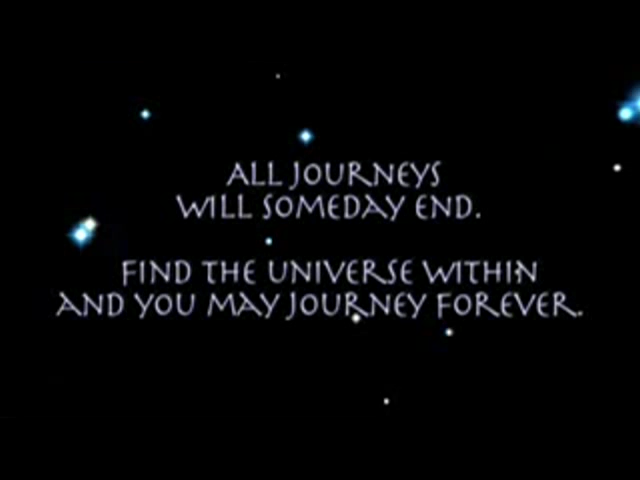 ALL JOURNEYS
WILL SOMEDAY END.
FIND THE UNIVERSE WITHIN
AND YOU MAY JOURNEY FOREVER.